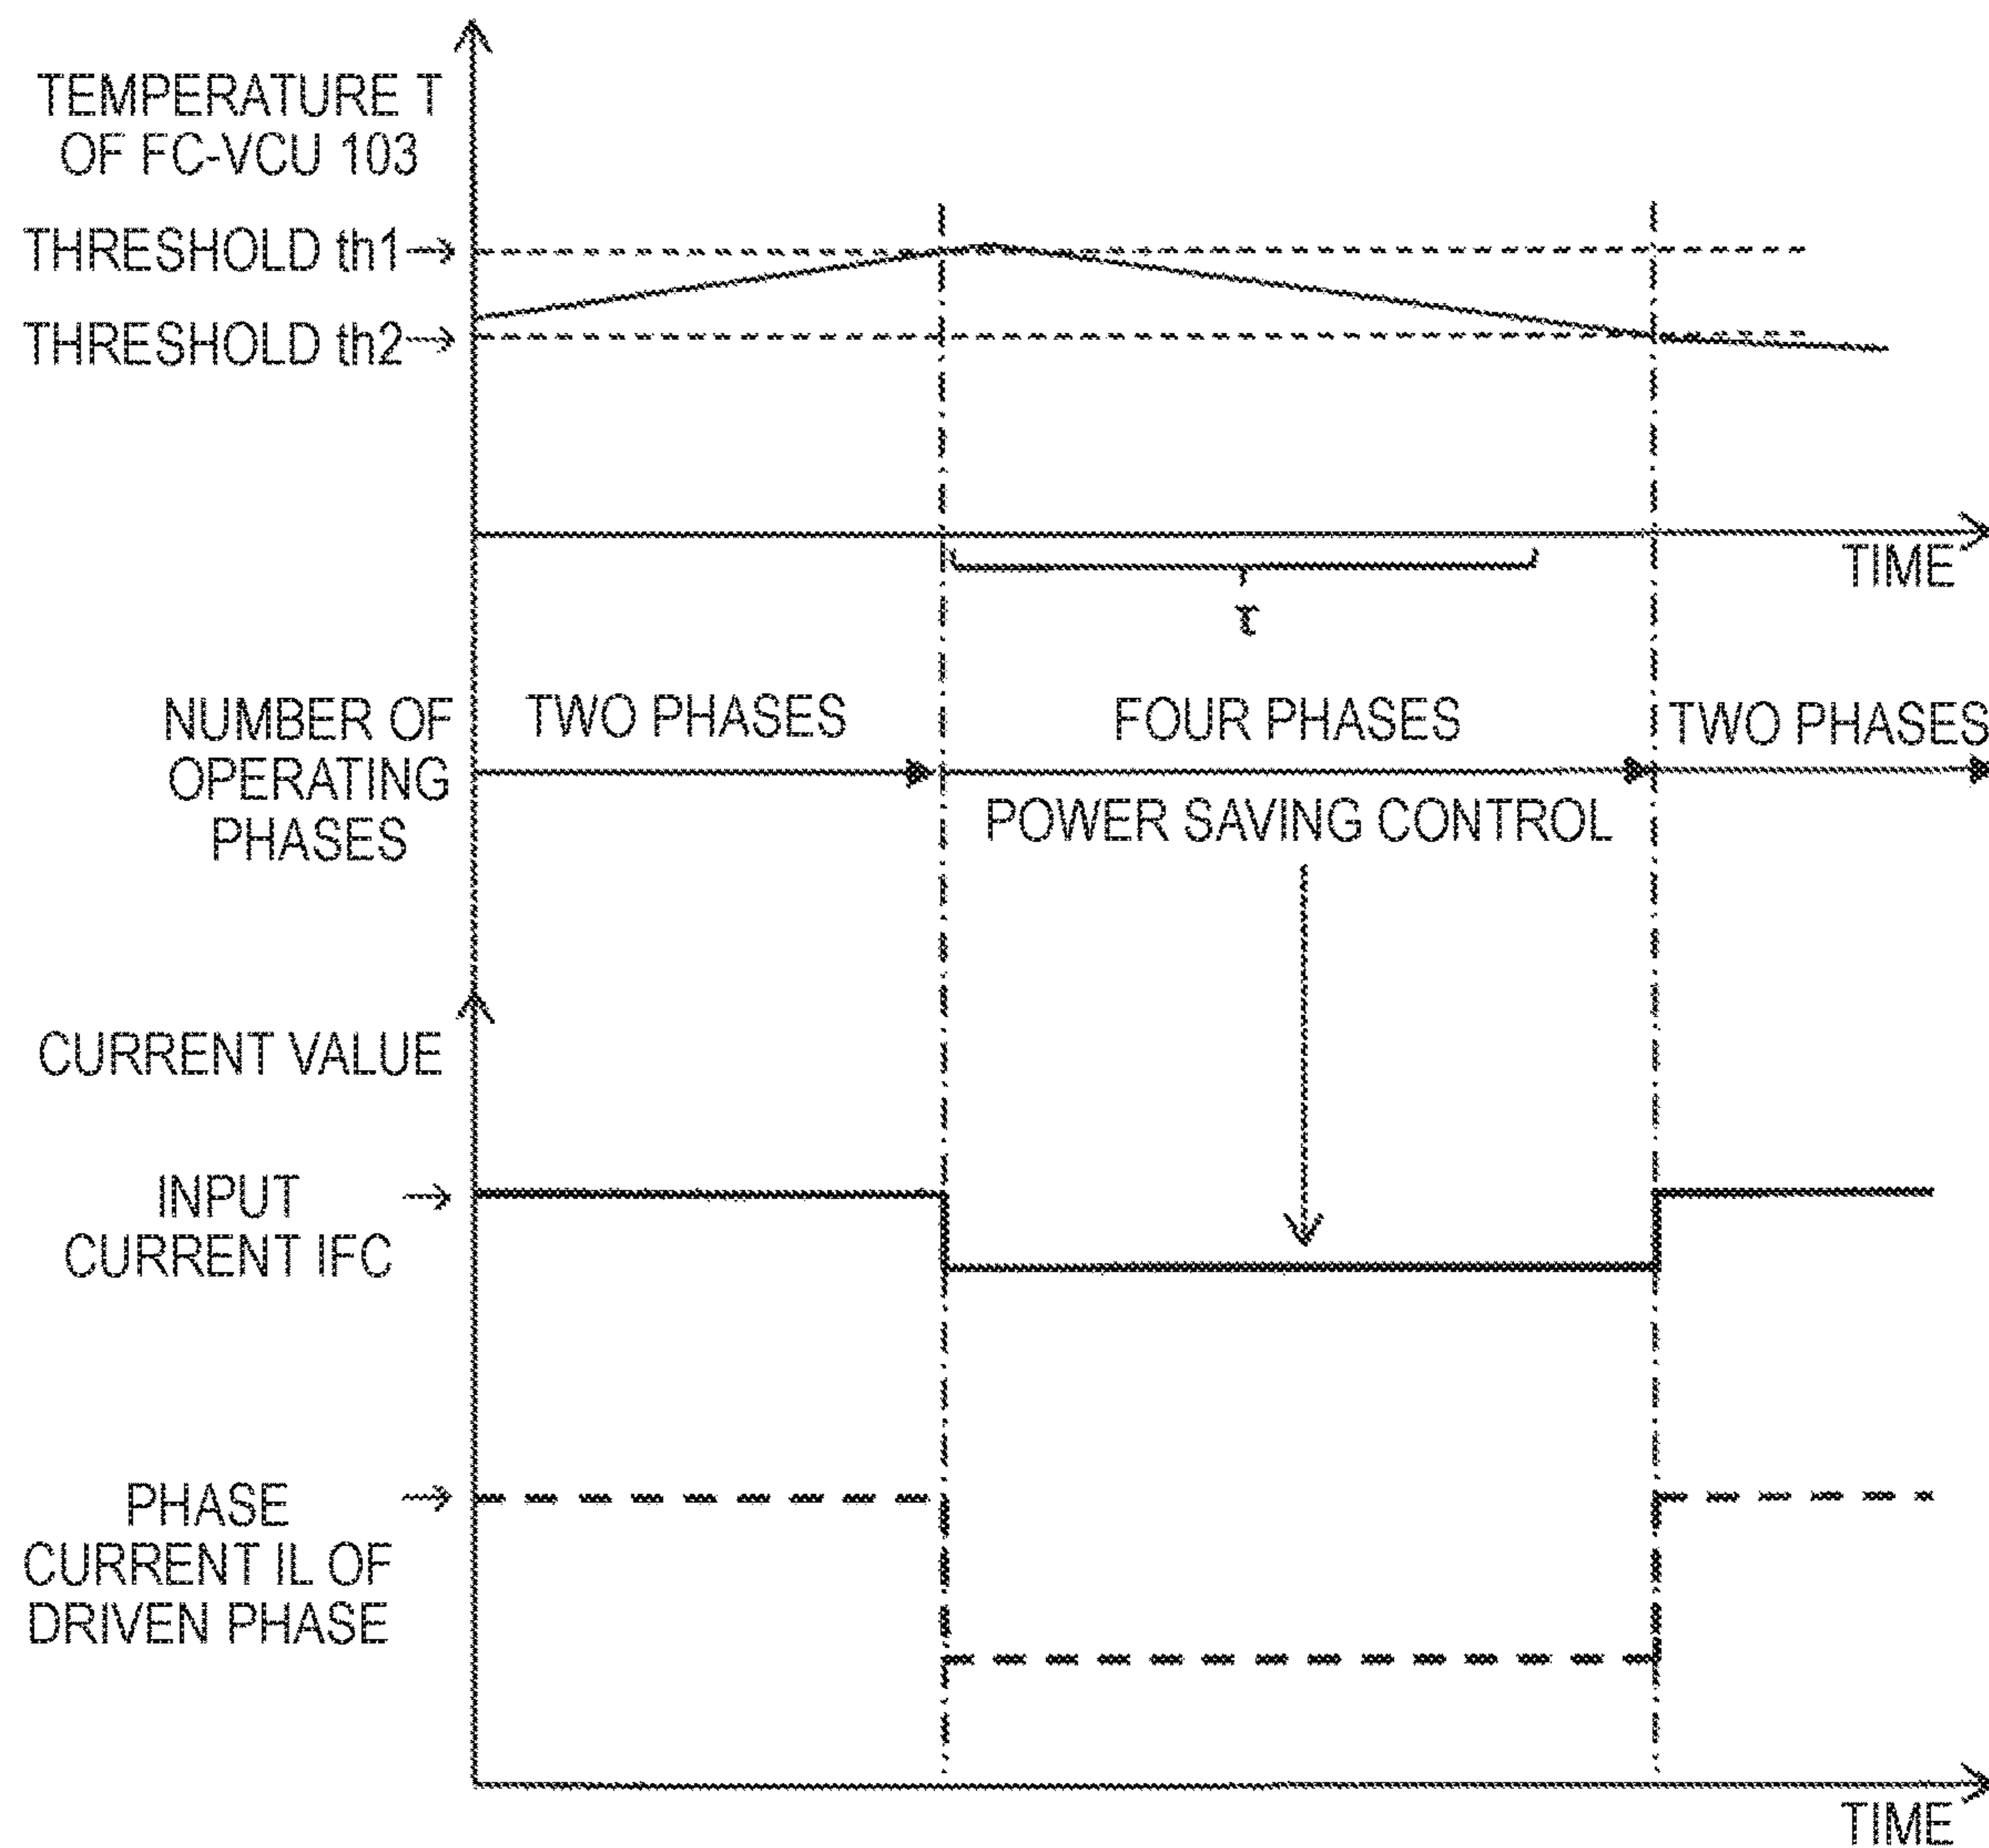 TEMPERATURE T
OF FC-VCU 103
THRESHOLD th1
THRESHOLD th2
TIME
τ
NUMBER OF
OPERATING
PHASES
TWO PHASES
FOUR PHASES
TWO PHASES
POWER SAVING CONTROL
CURRENT VALUE
INPUT
CURRENT IFC
PHASE
CURRENT IL OF
DRIVEN PHASE
TIME